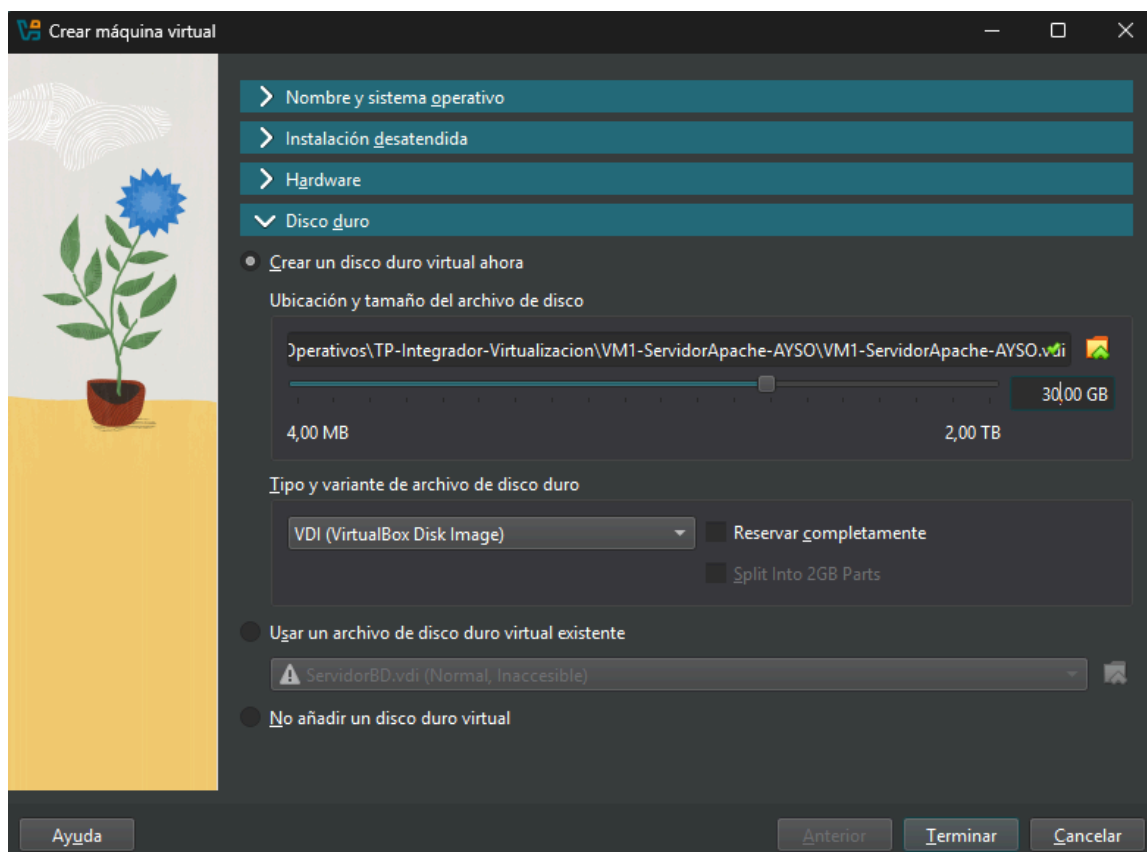 Crear máquina virtual
Nombre y sistema operativo
Instalación desatendida
Hardware
Disco duro
Crear un disco duro virtual ahora
Ubicación y tamaño del archivo de disco
Operativos\TP-Integrador-Virtualizacion\VM1-ServidorApache-AYSO\VM1-ServidorApache-AYSO.vdi
30,00 GB
4,00 MB 2,00 TB
Tipo y variante de archivo de disco duro
VDI (VirtualBox Disk Image) Reservar completamente
Split Into 2GB Parts
Usar un archivo de disco duro virtual existente
ServidorBD.vdi (Normal, Inaccesible)
No añadir un disco duro virtual
Ayuda Anterior Terminar Cancelar